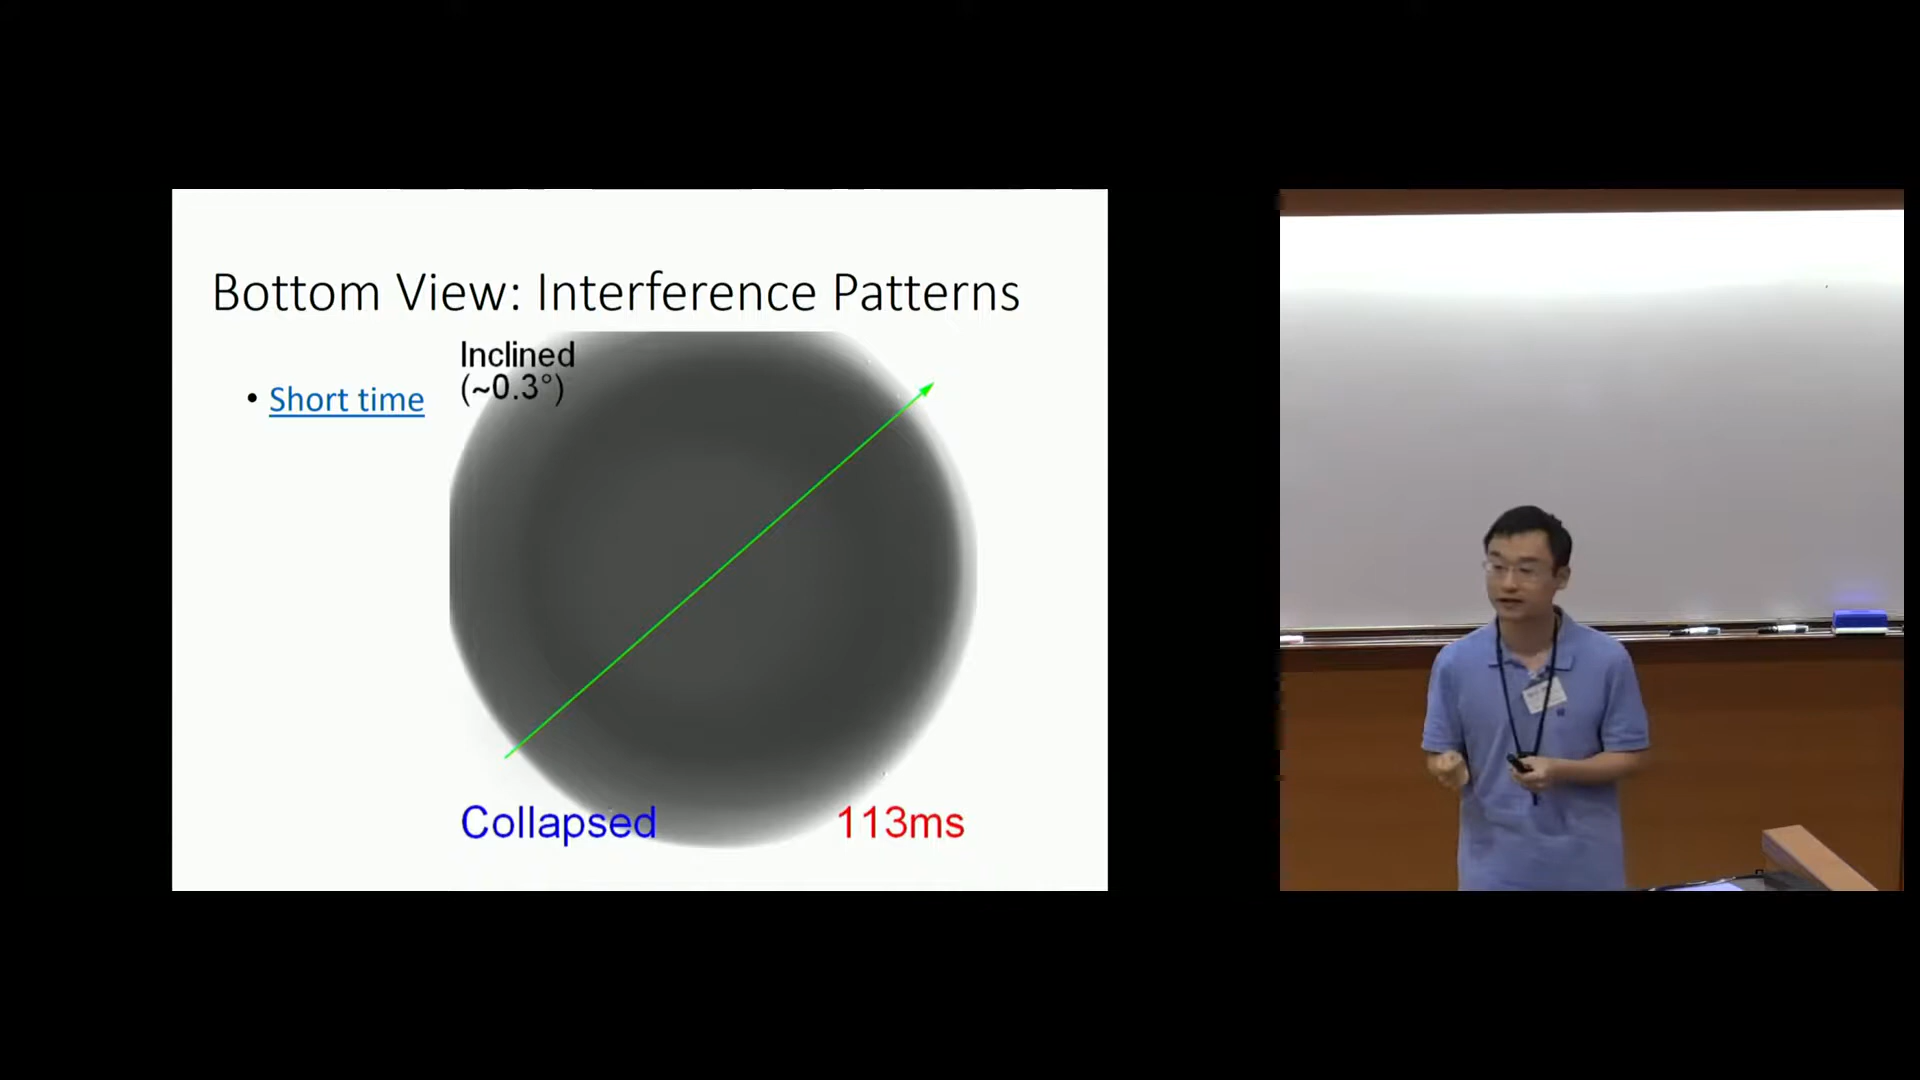 Bottom View: Interference Patterns
• Short time
Inclined
(~0.3°)
Collapsed
113ms